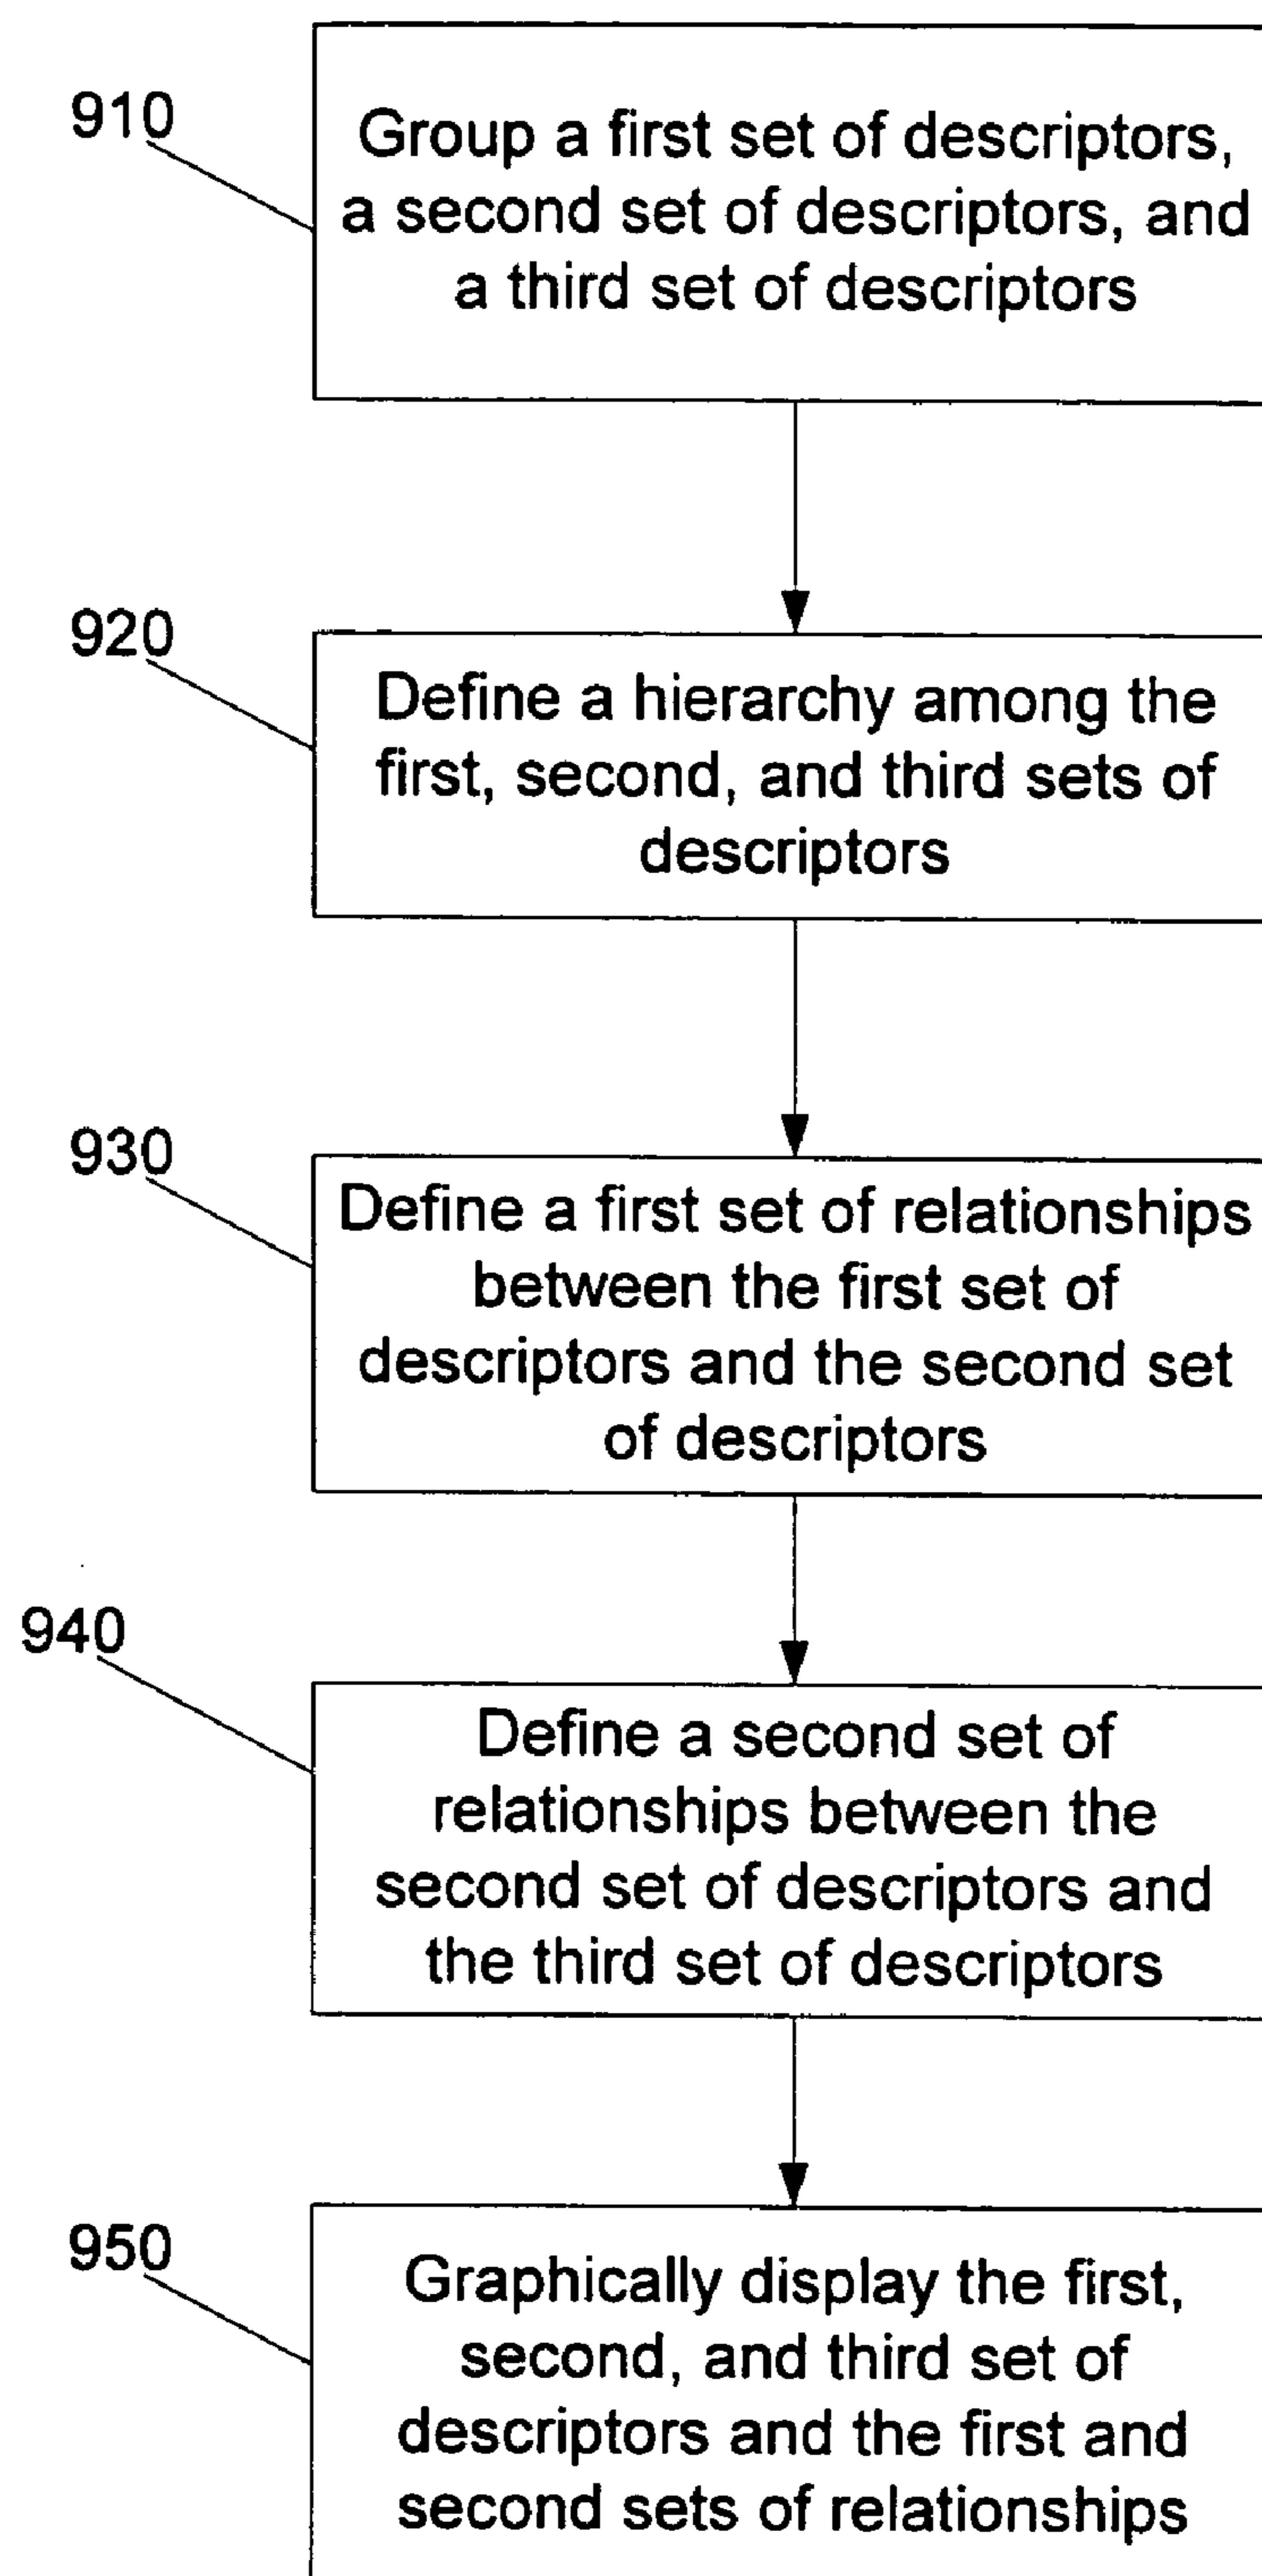 910
Group a first set of descriptors,
a second set of descriptors, and
a third set of descriptors
920
Define a hierarchy among the
first, second, and third sets of
descriptors
930
Define a first set of relationships
between the first set of
descriptors and the second set
of descriptors
940
Define a second set of
relationships between the
second set of descriptors and
the third set of descriptors
950
Graphically display the first,
second, and third set of
descriptors and the first and
second sets of relationships